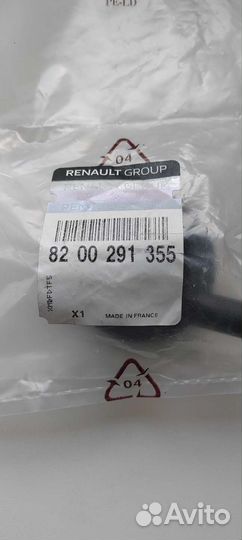 PE-LD
04
RENAULT GROUP
82 00 291 355
X1
MADE IN FRANCE
04
Avito